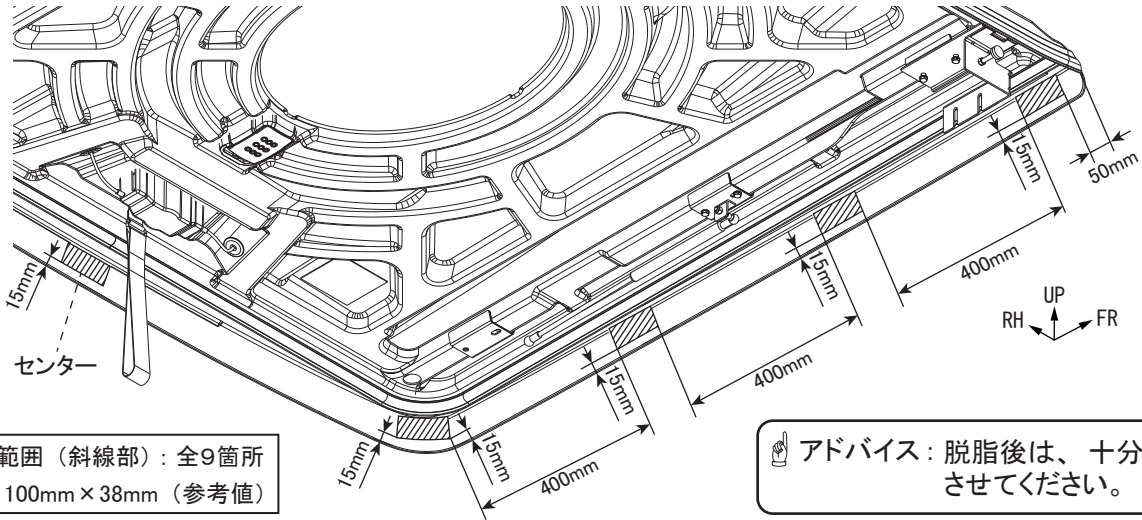 15mm
50mm
400mm
15mm
UP
RH
FR
15mm
センター
400mm
15mm
15mm
15mm
400mm
範囲（斜線部）：全9箇所
100mm×38mm（参考値）
アドバイス：脱脂後は、十分
させてください。